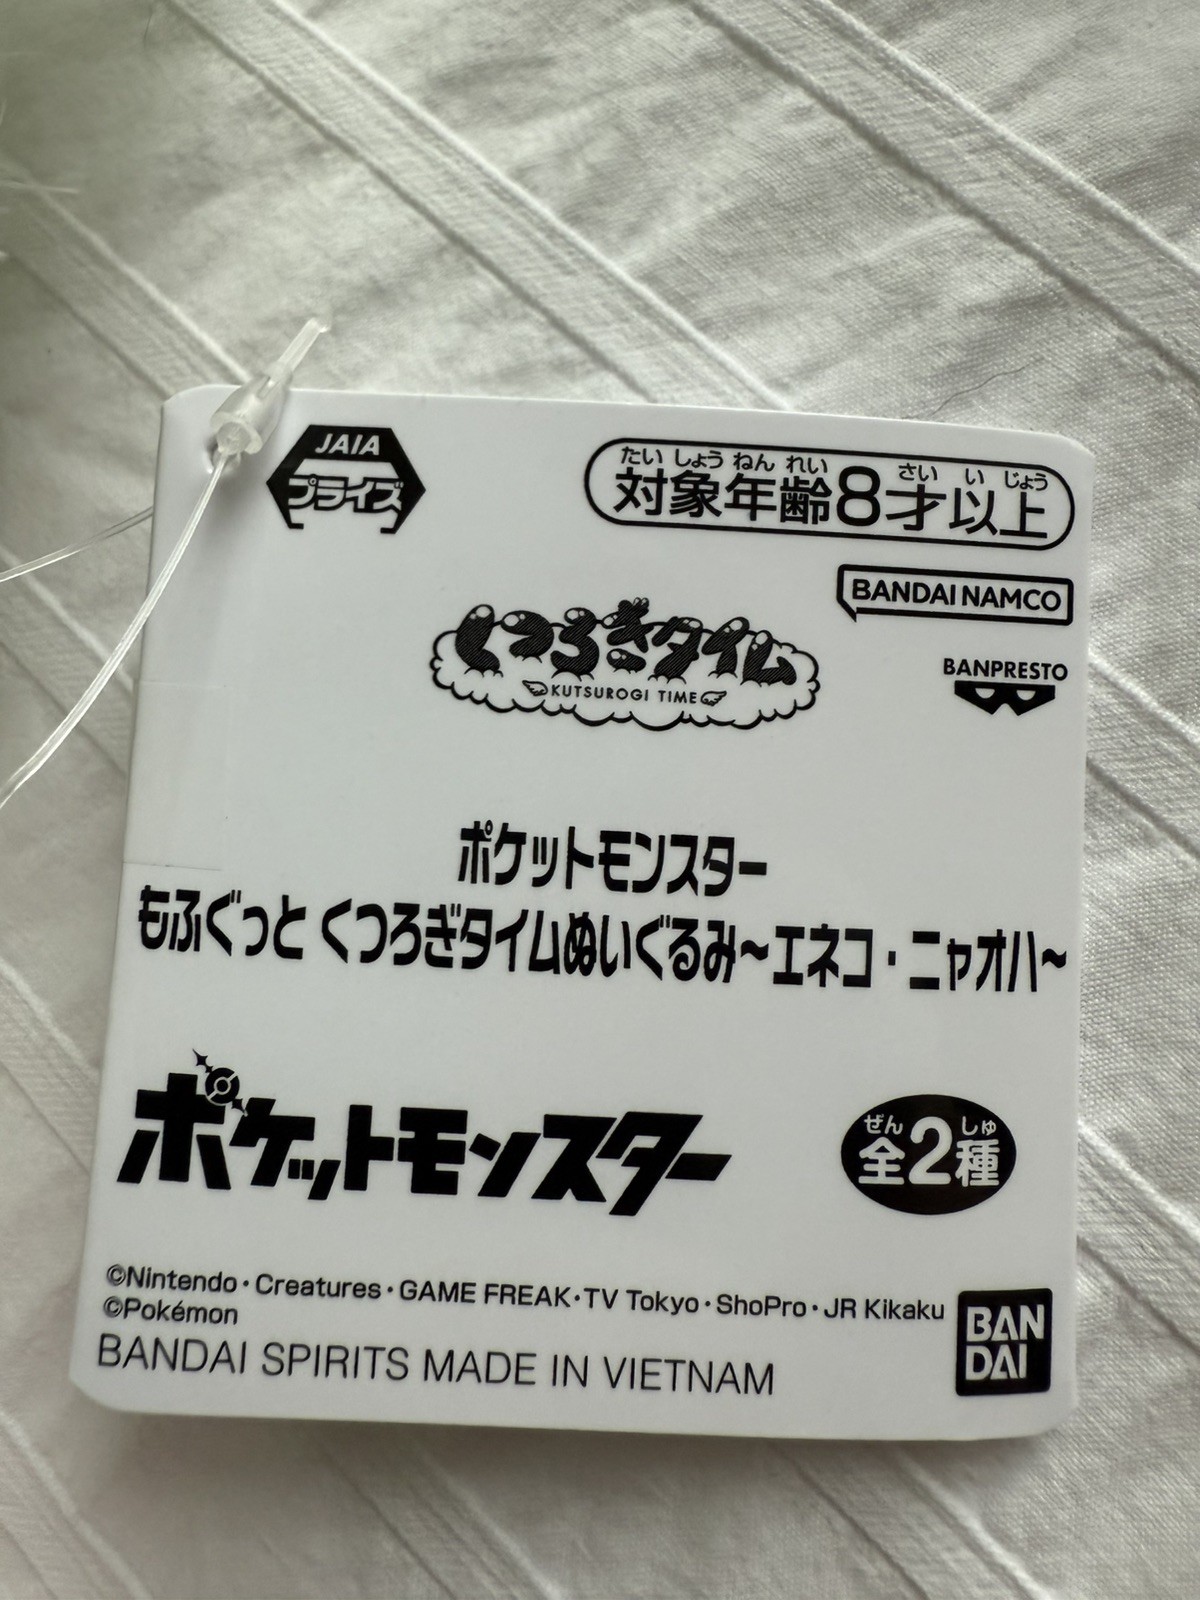 JAIA
プライズ
たいしょうねんれい さいいじょう
対象年齢8才以上
BANDAI NAMCO
くつろぎタイム
KUTSUROGI TIME
BANPRESTO
ポケットモンスター
もふぐっと くつろぎタイムぬいぐるみ~エネコ・ニャオハ~
ポケットモンスター
ぜん しゅ
全2種
©Nintendo・Creatures・GAME FREAK・TV Tokyo・ShoPro・JR Kikaku
©Pokémon
BANDAI SPIRITS MADE IN VIETNAM
BAN
DAI